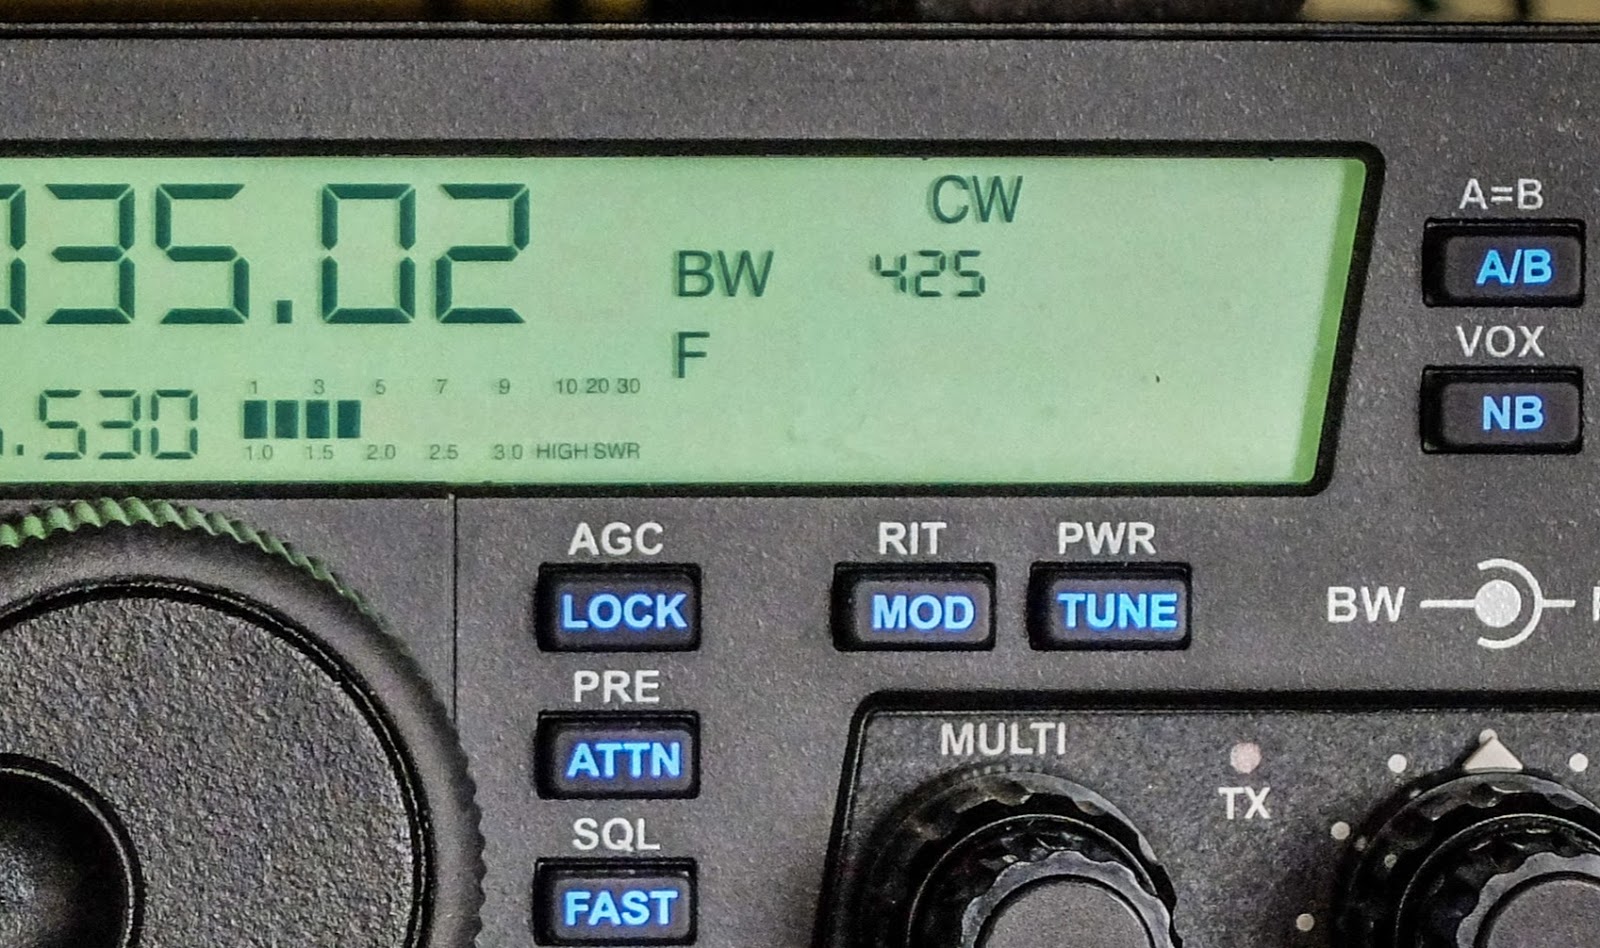 035.02
CW
BW 425
F
.530
1 3 5 7 9 10 20 30
1.0 1.5 2.0 2.5 3.0 HIGH SWR
A=B
A/B
VOX
NB
AGC
LOCK
RIT
MOD
PWR
TUNE
BW
PRE
ATTN
SQL
FAST
MULTI
TX